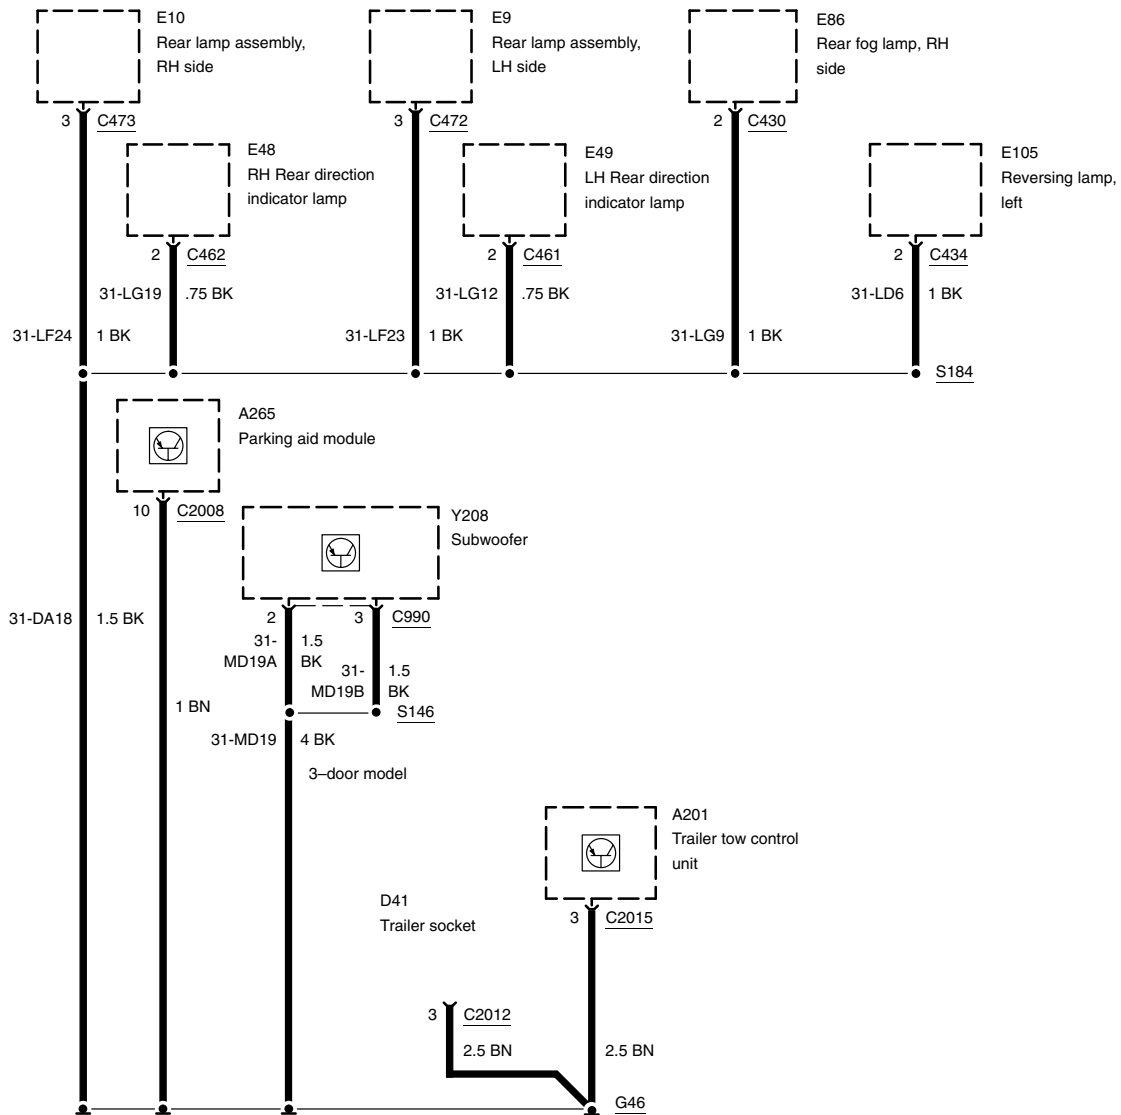 E10
Rear lamp assembly,
RH side
E9
Rear lamp assembly,
LH side
E86
Rear fog lamp, RH
side
3 C473
3 C472
2 C430
E48
RH Rear direction
indicator lamp
E49
LH Rear direction
indicator lamp
E105
Reversing lamp,
left
2 C462
2 C461
2 C434
31-LG19 .75 BK
31-LG12 .75 BK
31-LD6 1 BK
31-LF24 1 BK
31-LF23 1 BK
31-LG9 1 BK
S184
A265
Parking aid module
10 C2008
Y208
Subwoofer
2 3 C990
31-DA18 1.5 BK
31-
MD19A
1.5
BK
31-
MD19B
1.5
BK
S146
1 BN
31-MD19 4 BK
3–door model
A201
Trailer tow control
unit
D41
Trailer socket
3 C2015
3 C2012
2.5 BN
2.5 BN
G46